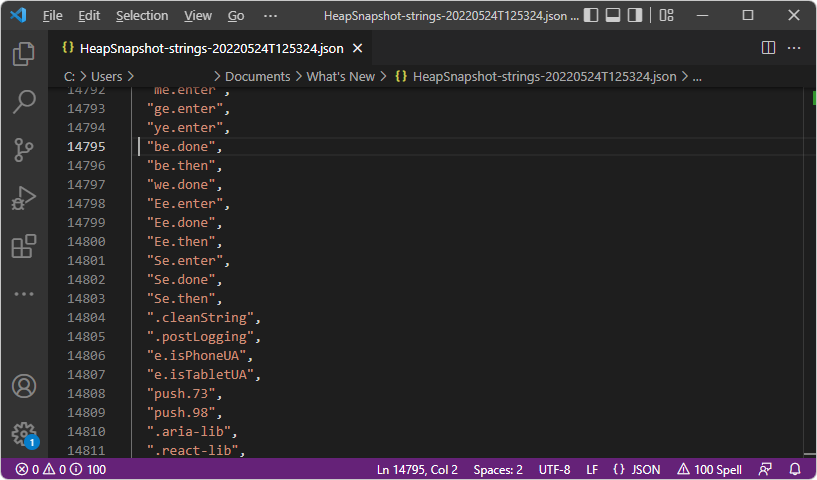 File Edit Selection View Go ··· HeapSnapshot-strings-20220524T125324.json ...
{} HeapSnapshot-strings-20220524T125324.json
C: > Users > > Documents > What's New > {} HeapSnapshot-strings-20220524T125324.json > ...
14792 "me.enter",
14793 "ge.enter",
14794 "ye.enter",
14795 "be.done",
14796 "be.then",
14797 "we.done",
14798 "Ee.enter",
14799 "Ee.done",
14800 "Ee.then",
14801 "Se.enter",
14802 "Se.done",
14803 "Se.then",
14804 ".cleanString",
14805 ".postLogging",
14806 "e.isPhoneUA",
14807 "e.isTabletUA",
14808 "push.73",
14809 "push.98",
14810 ".aria-lib",
14811 ".react-lib",
1
0 0 100 Ln 14795, Col 2 Spaces: 2 UTF-8 LF {} JSON 100 Spell